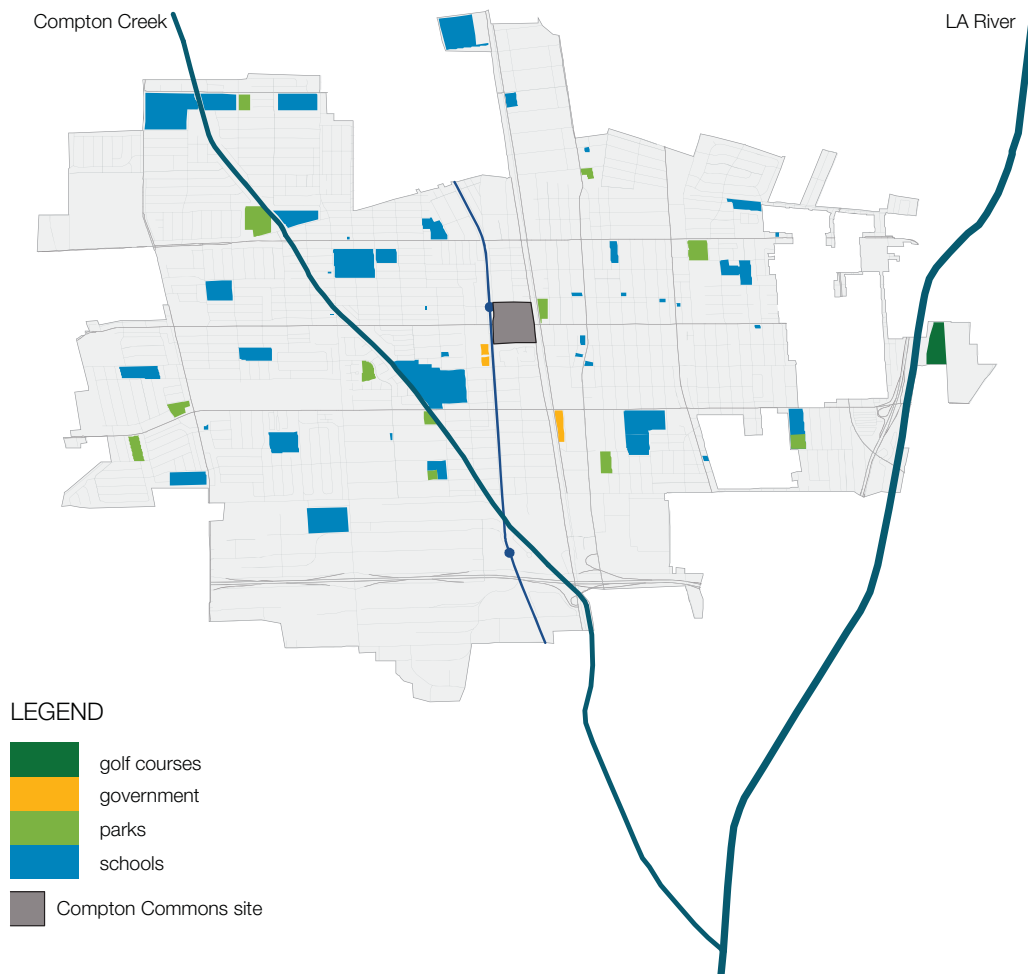 Compton Creek
LA River
LEGEND
golf courses
government
parks
schools
Compton Commons site